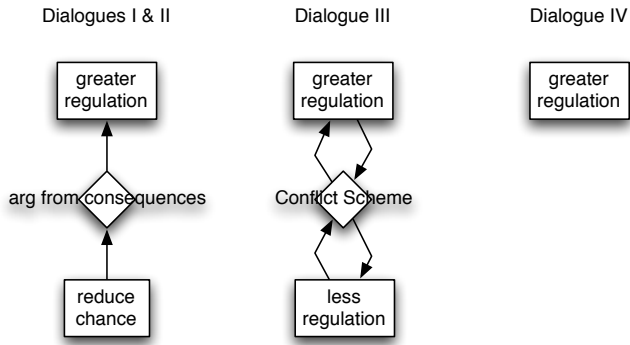 Dialogues I & II
Dialogue III
Dialogue IV
greater
regulation
greater
regulation
greater
regulation
arg from consequences
Conflict Scheme
reduce
chance
less
regulation